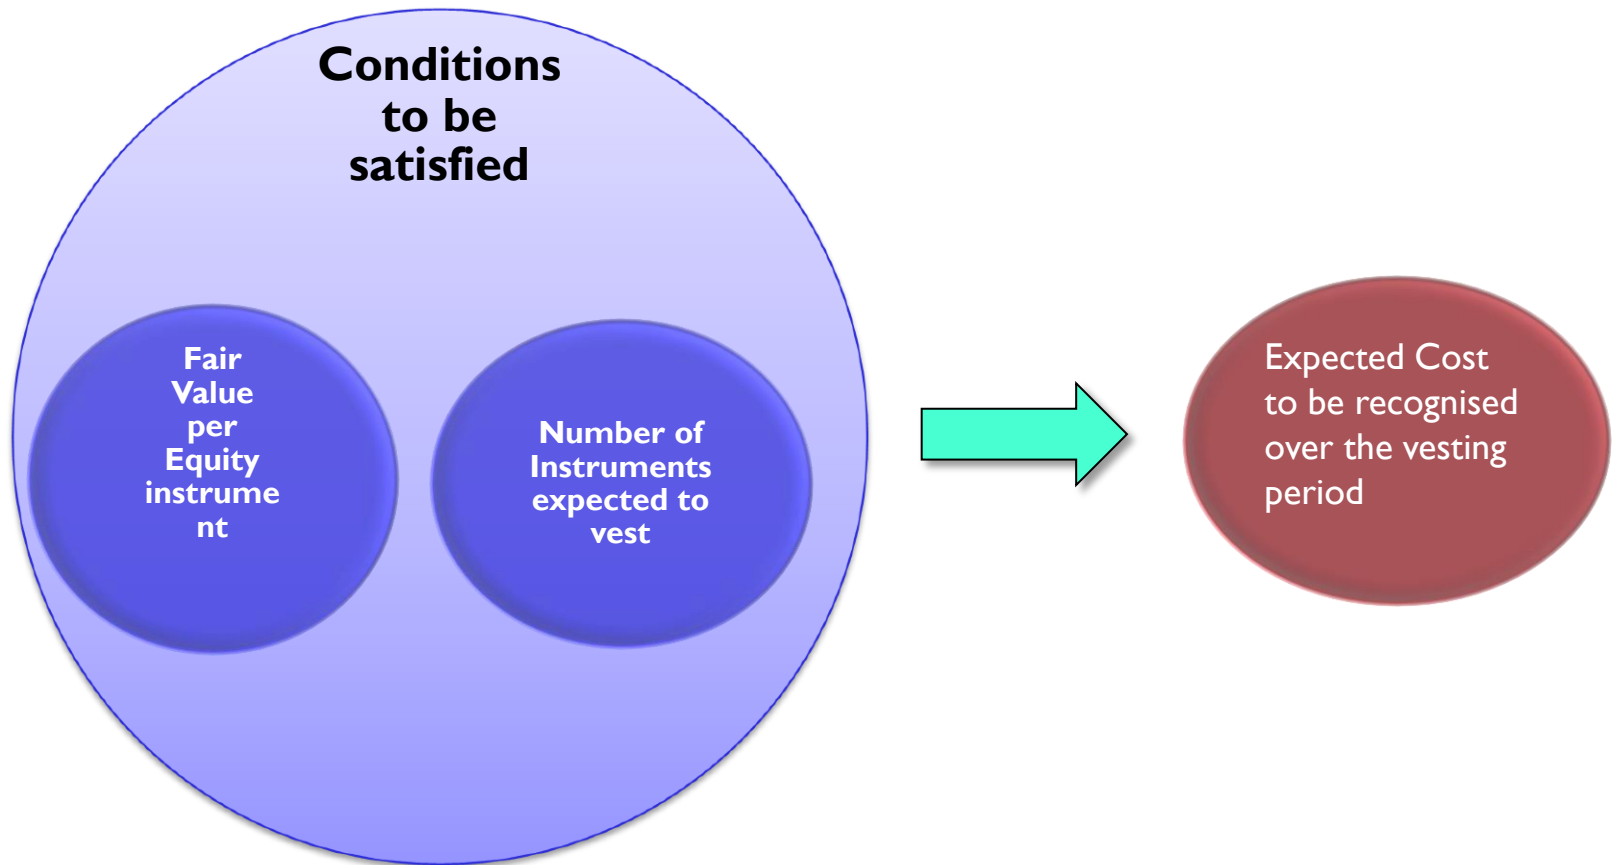 Conditions
to be
satisfied
Fair
Value
per
Equity
instrume
nt
Number of
Instruments
expected to
vest
Expected Cost
to be recognised
over the vesting
period